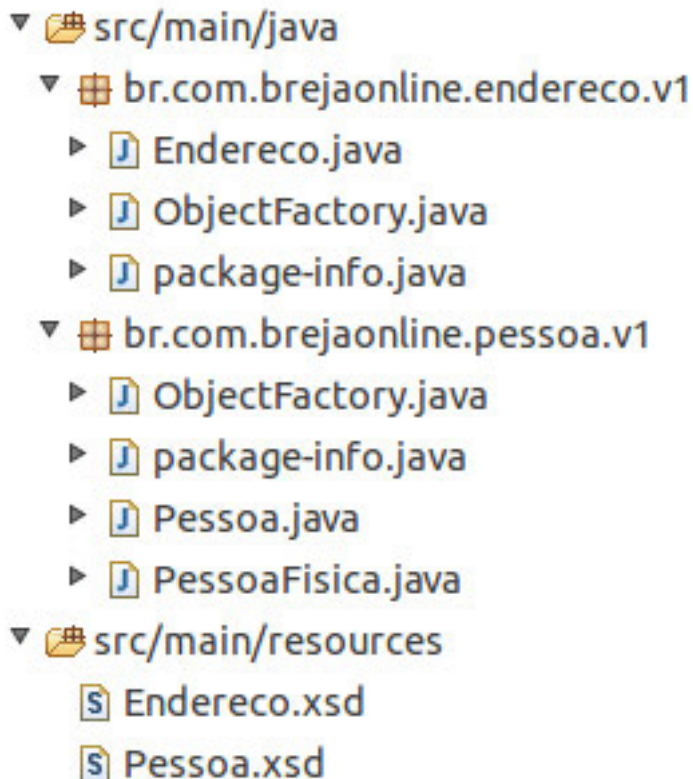 src/main/java
br.com.brejaonline.endereco.v1
Endereco.java
ObjectFactory.java
package-info.java
br.com.brejaonline.pessoa.v1
ObjectFactory.java
package-info.java
Pessoa.java
PessoaFisica.java
src/main/resources
Endereco.xsd
Pessoa.xsd